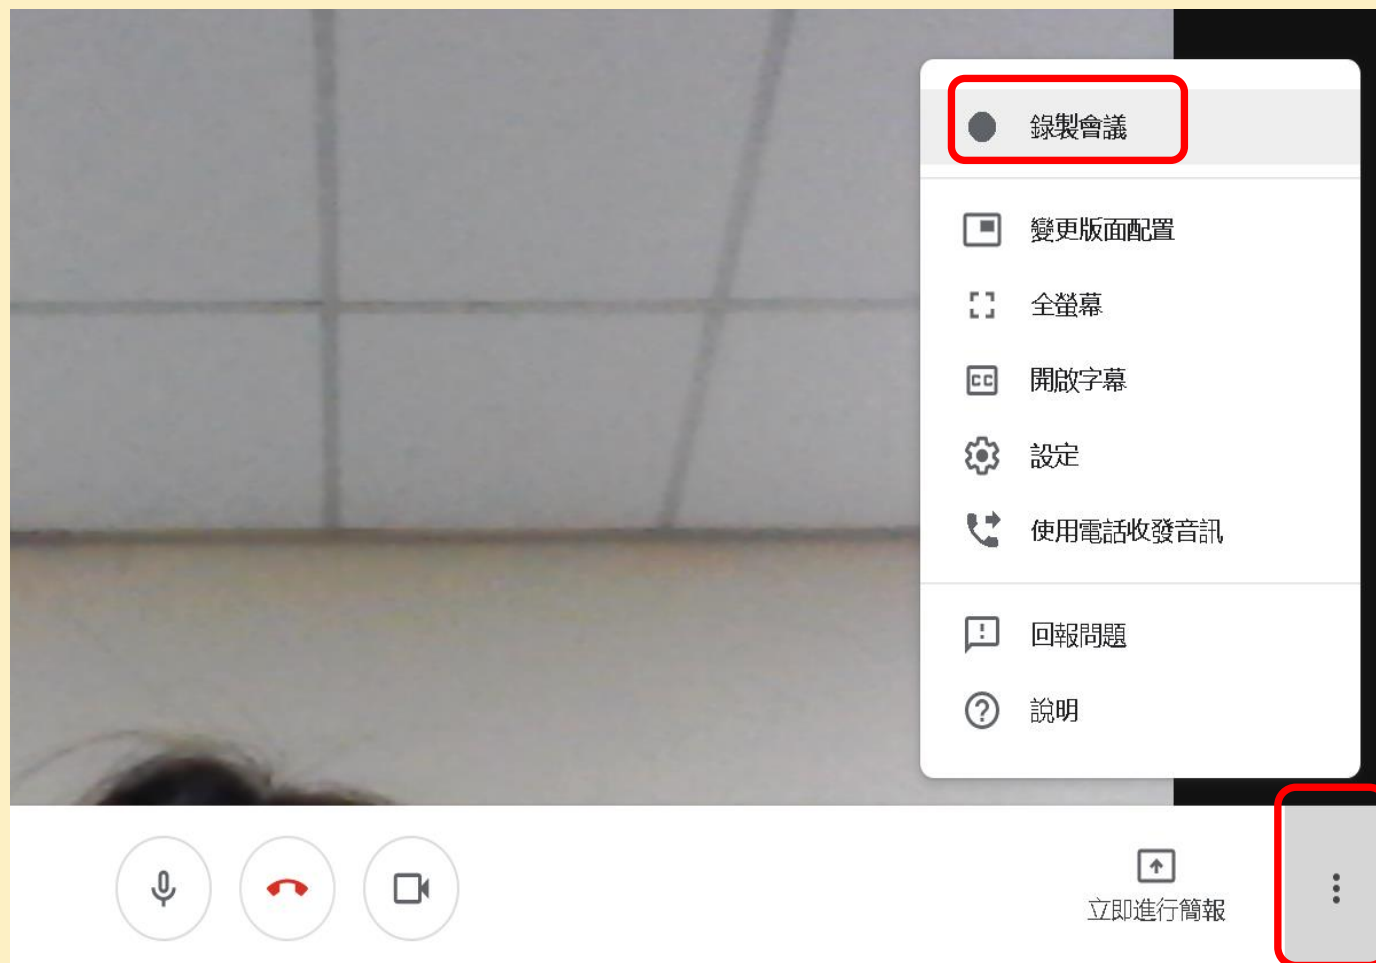 錄製會議
變更版面配置
全螢幕
CC 開啟字幕
設定
使用電話收發音訊
回報問題
說明
立即進行簡報